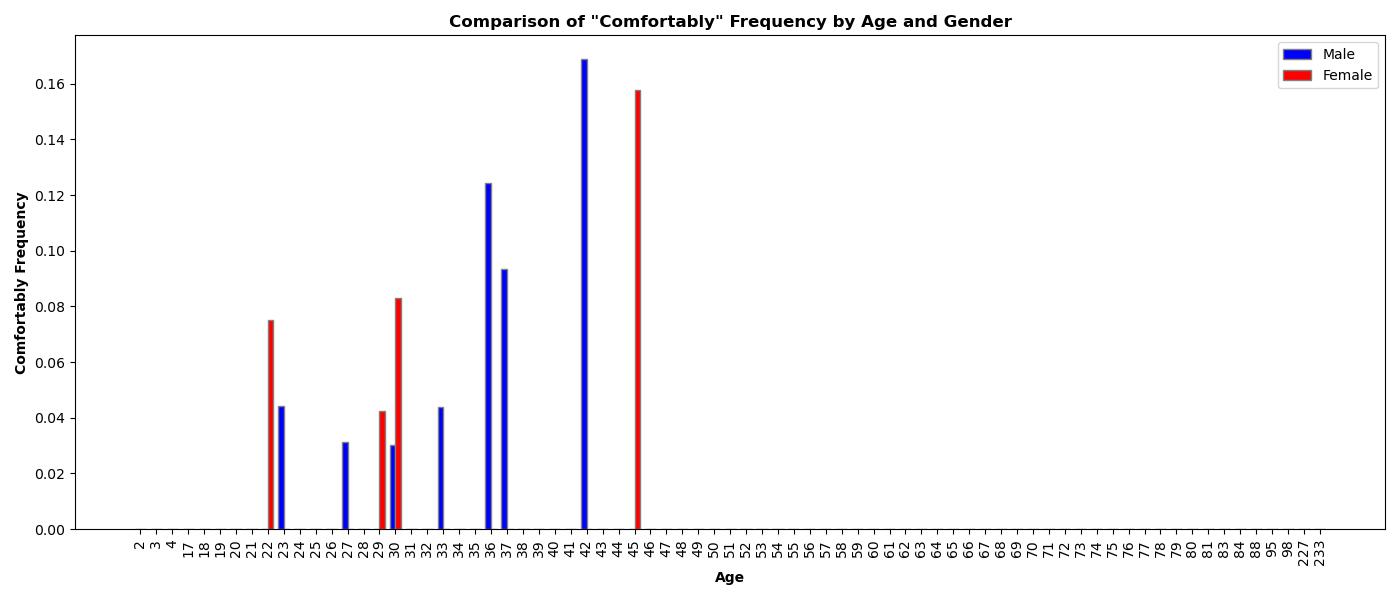 Comparison of "Comfortably" Frequency by Age and Gender
Male
Female
0.16
0.14
0.12
0.10
0.08
0.06
0.04
0.02
0.00
Comfortably Frequency
2 3 4 17 18 19 20 21 22 23 24 25 26 27 28 29 30 31 32 33 34 35 36 37 38 39 40 41 42 43 44 45 46 47 48 49 50 51 52 53 54 55 56 57 58 59 60 61 62 63 64 65 66 67 68 69 70 71 72 73 74 75 76 77 78 79 80 81 83 84 88 95 98 227 233
Age